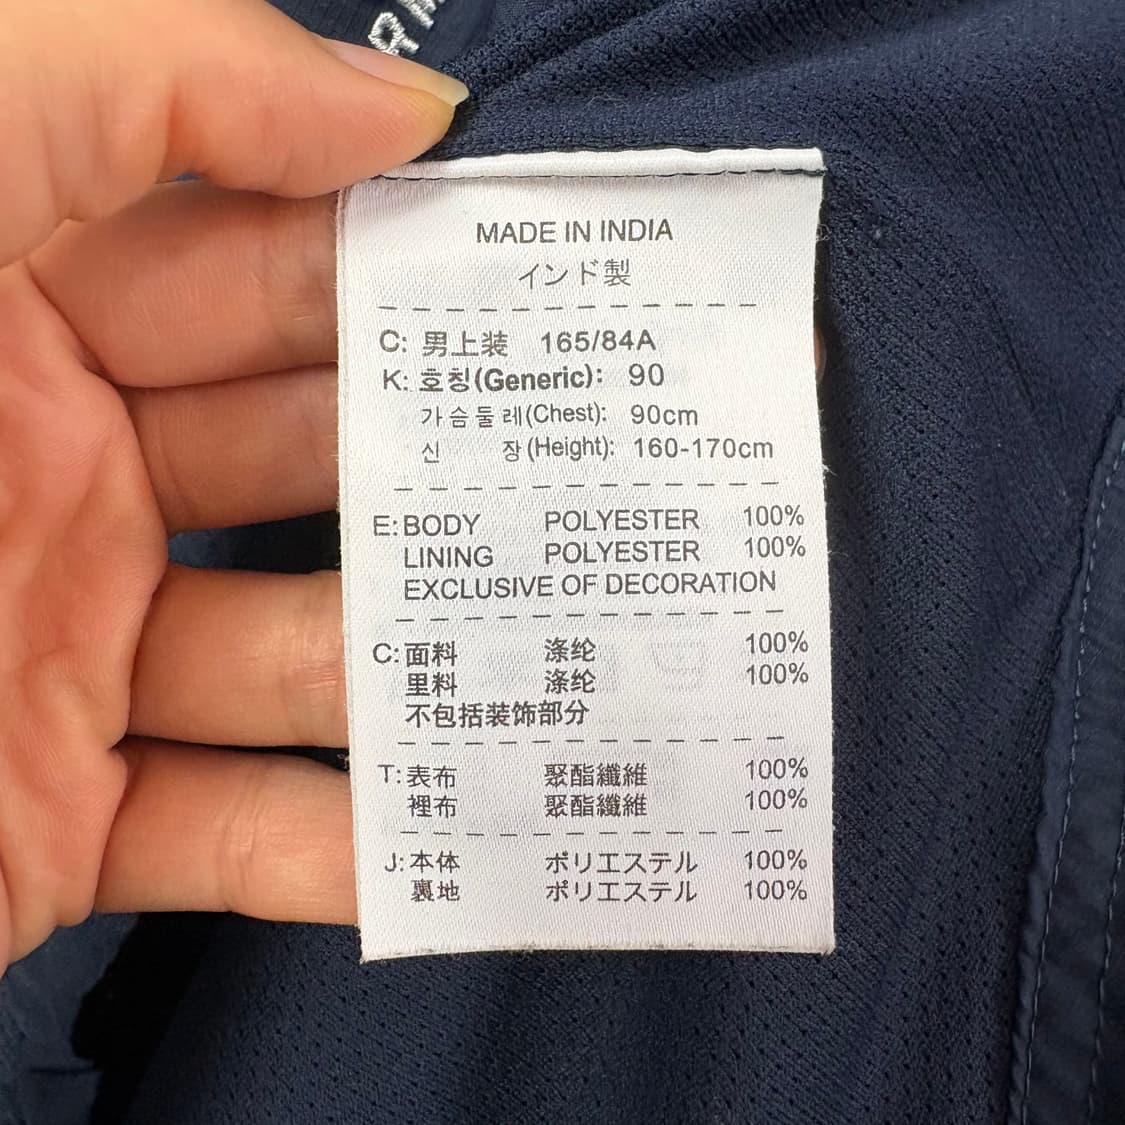 MADE IN INDIA
インド製
C: 男上装 165/84A
K: 호칭(Generic): 90
가슴둘레(Chest): 90cm
신 장(Height): 160-170cm
E: BODY POLYESTER 100%
LINING POLYESTER 100%
EXCLUSIVE OF DECORATION
C: 面料 涤纶 100%
里料 涤纶 100%
不包括装饰部分
T: 表布 聚酯纖維 100%
裡布 聚酯纖維 100%
J: 本体 ポリエステル 100%
裏地 ポリエステル 100%